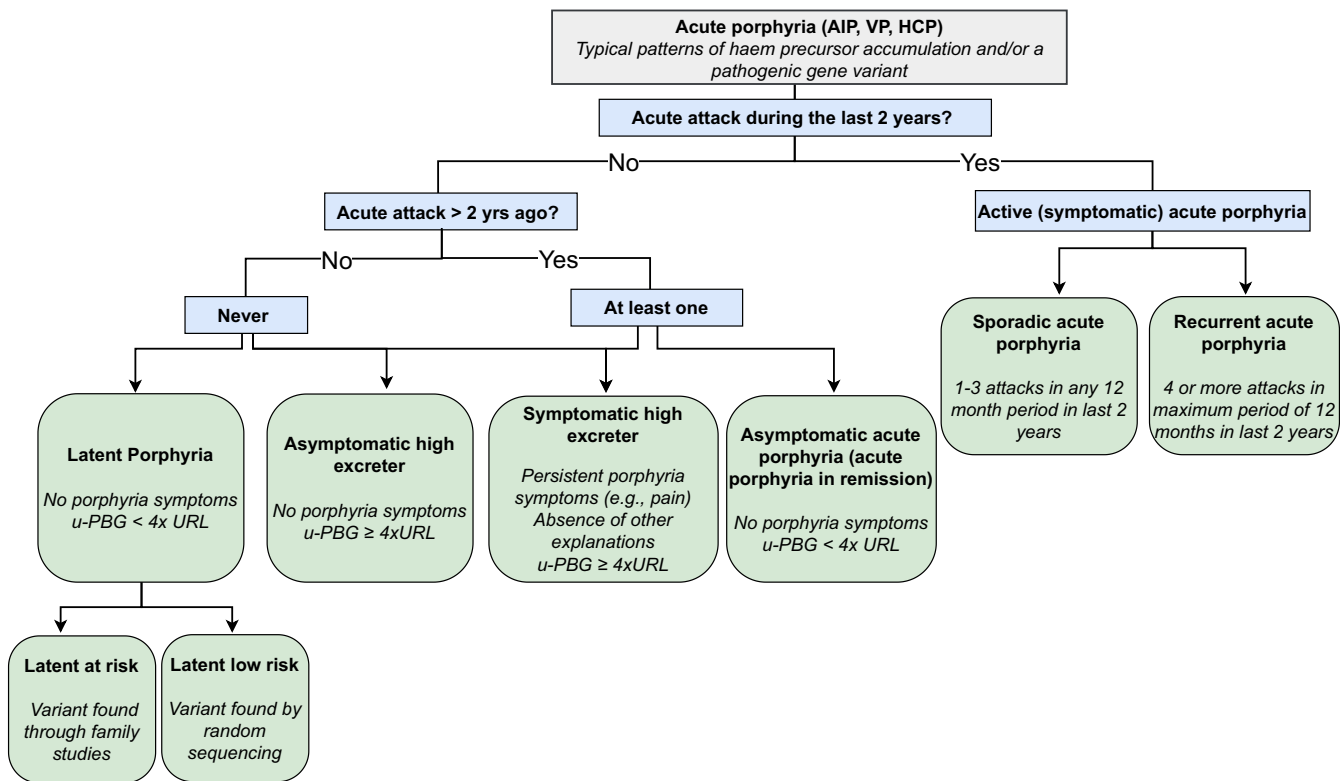 Acute porphyria (AIP, VP, HCP)
Typical patterns of haem precursor accumulation and/or a
pathogenic gene variant
Acute attack during the last 2 years?
No
Yes
Acute attack > 2 yrs ago?
Active (symptomatic) acute porphyria
No
Yes
Never
At least one
Sporadic acute
porphyria
1-3 attacks in any 12
month period in last 2
years
Recurrent acute
porphyria
4 or more attacks in
maximum period of 12
months in last 2 years
Latent Porphyria
No porphyria symptoms
u-PBG < 4x URL
Asymptomatic high
excreter
No porphyria symptoms
u-PBG ≥ 4xURL
Symptomatic high
excreter
Persistent porphyria
symptoms (e.g., pain)
Absence of other
explanations
u-PBG ≥ 4xURL
Asymptomatic acute
porphyria (acute
porphyria in remission)
No porphyria symptoms
u-PBG < 4x URL
Latent at risk
Variant found
through family
studies
Latent low risk
Variant found by
random
sequencing